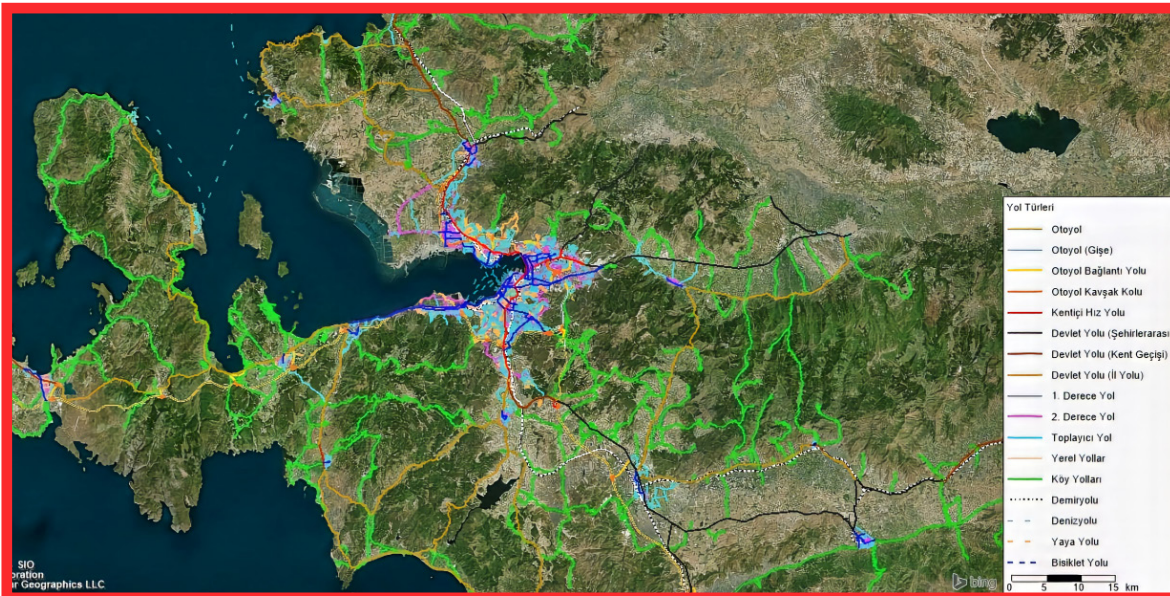 Yol Türleri
Otoyol
Otoyol (Gişe)
Otoyol Bağlantı Yolu
Otoyol Kavşak Kolu
Kentiçi Hız Yolu
Devlet Yolu (Şehirlerarası
Devlet Yolu (Kent Geçişi)
Devlet Yolu (İl Yolu)
1. Derece Yol
2. Derece Yol
Toplayıcı Yol
Yerel Yollar
Köy Yolları
Demiryolu
Denizyolu
Yaya Yolu
Bisiklet Yolu
0 5 10 15 km
SIO
oration
ur Geographics LLC
bing